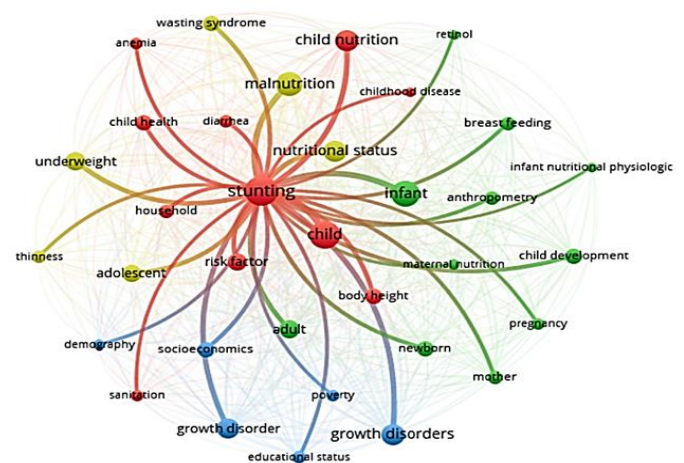 wasting syndrome
retinol
anemia
child nutrition
malnutrition
childhood disease
child health
diarrhea
breast feeding
nutritional status
underweight
infant nutritional physiologic
stunting
infant
anthropometry
household
child
thinness
adolescent
risk factor
maternal nutrition
child development
body height
adult
pregnancy
demography
socioeconomics
newborn
mother
sanitation
poverty
growth disorder
growth disorders
educational status